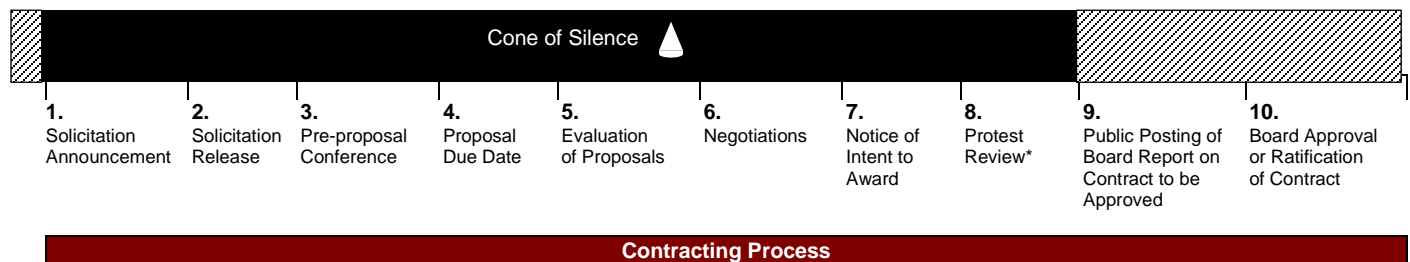 Cone of Silence
1.
Solicitation
Announcement
2.
Solicitation
Release
3.
Pre-proposal
Conference
4.
Proposal
Due Date
5.
Evaluation
of Proposals
6.
Negotiations
7.
Notice of
Intent to
Award
8.
Protest
Review*
9.
Public Posting of
Board Report on
Contract to be
Approved
10.
Board Approval
or Ratification
of Contract
Contracting Process